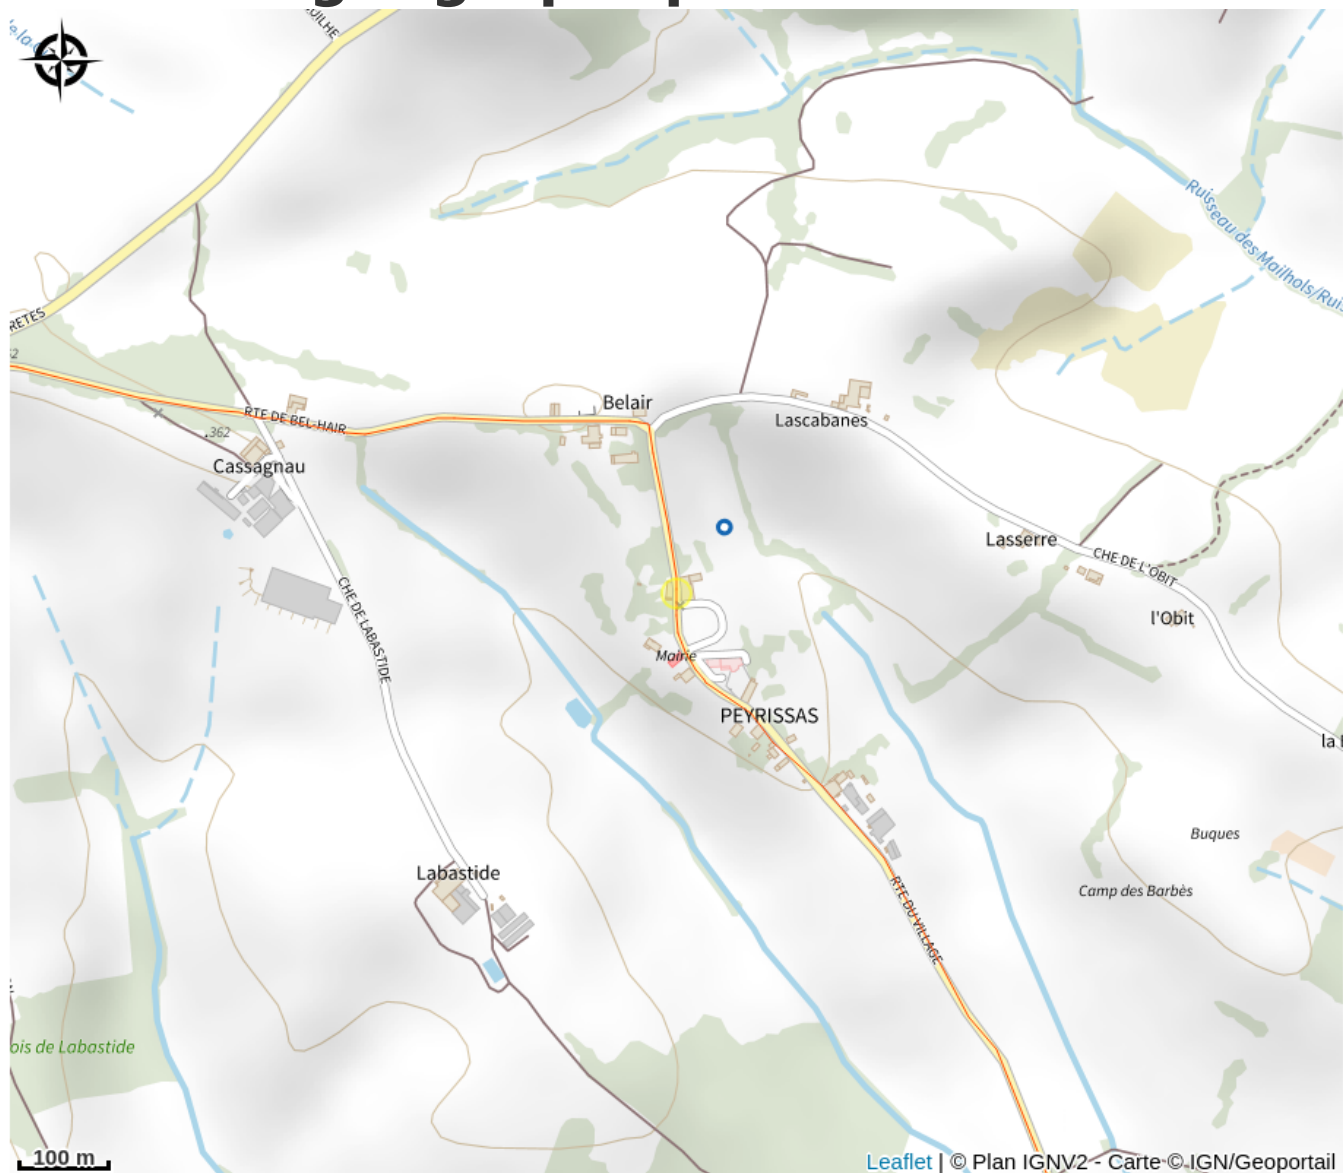 RTE DE BEL-HAIR
Belair
Lascabanes
.362
Cassagnau
Ruisseau des Mailhols/Rui
Lasserre
CHE DE L'OBIT
l'Obit
CHE DE LABASTIDE
Mairie
PEYRISSAS
Buques
Labastide
Camp des Barbès
RTE DU VILLAGE
ois de Labastide
100 m
Leaflet | © Plan IGNV2 - Carte © IGN/Geoportail